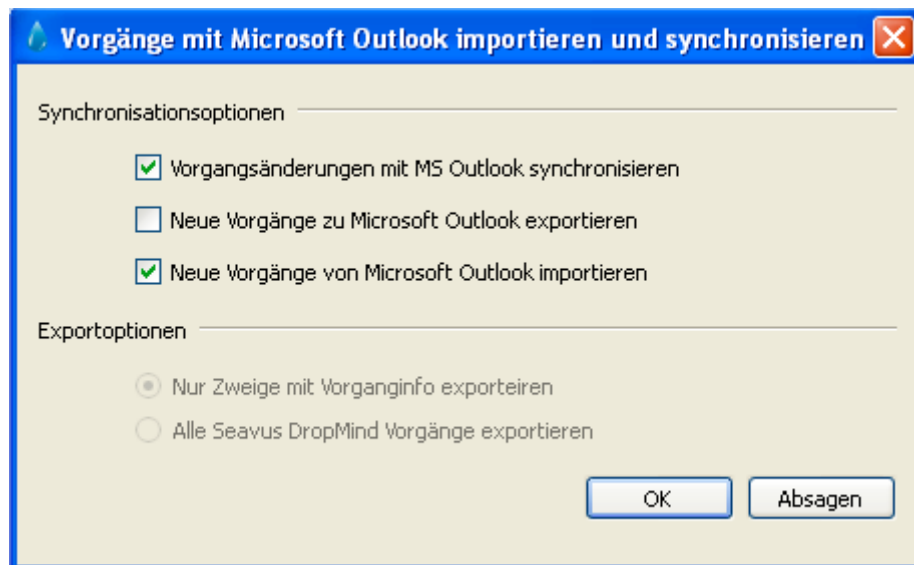 Vorgänge mit Microsoft Outlook importieren und synchronisieren
Synchronisationsoptionen
Vorgangsänderungen mit MS Outlook synchronisieren
Neue Vorgänge zu Microsoft Outlook exportieren
Neue Vorgänge von Microsoft Outlook importieren
Exportoptionen
Nur Zweige mit Vorganginfo exporteiren
Alle Seavus DropMind Vorgänge exportieren
OK Absagen